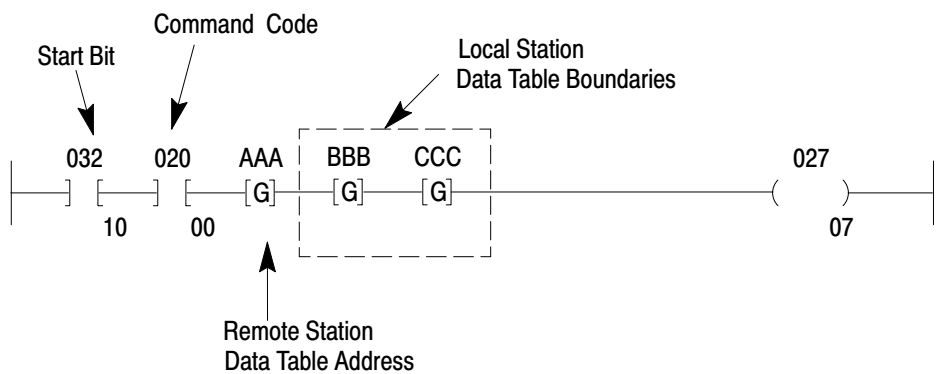 Command Code
Start Bit
Local Station
Data Table Boundaries
032 020 AAA BBB CCC 027
G G G
10 00 07
Remote Station
Data Table Address